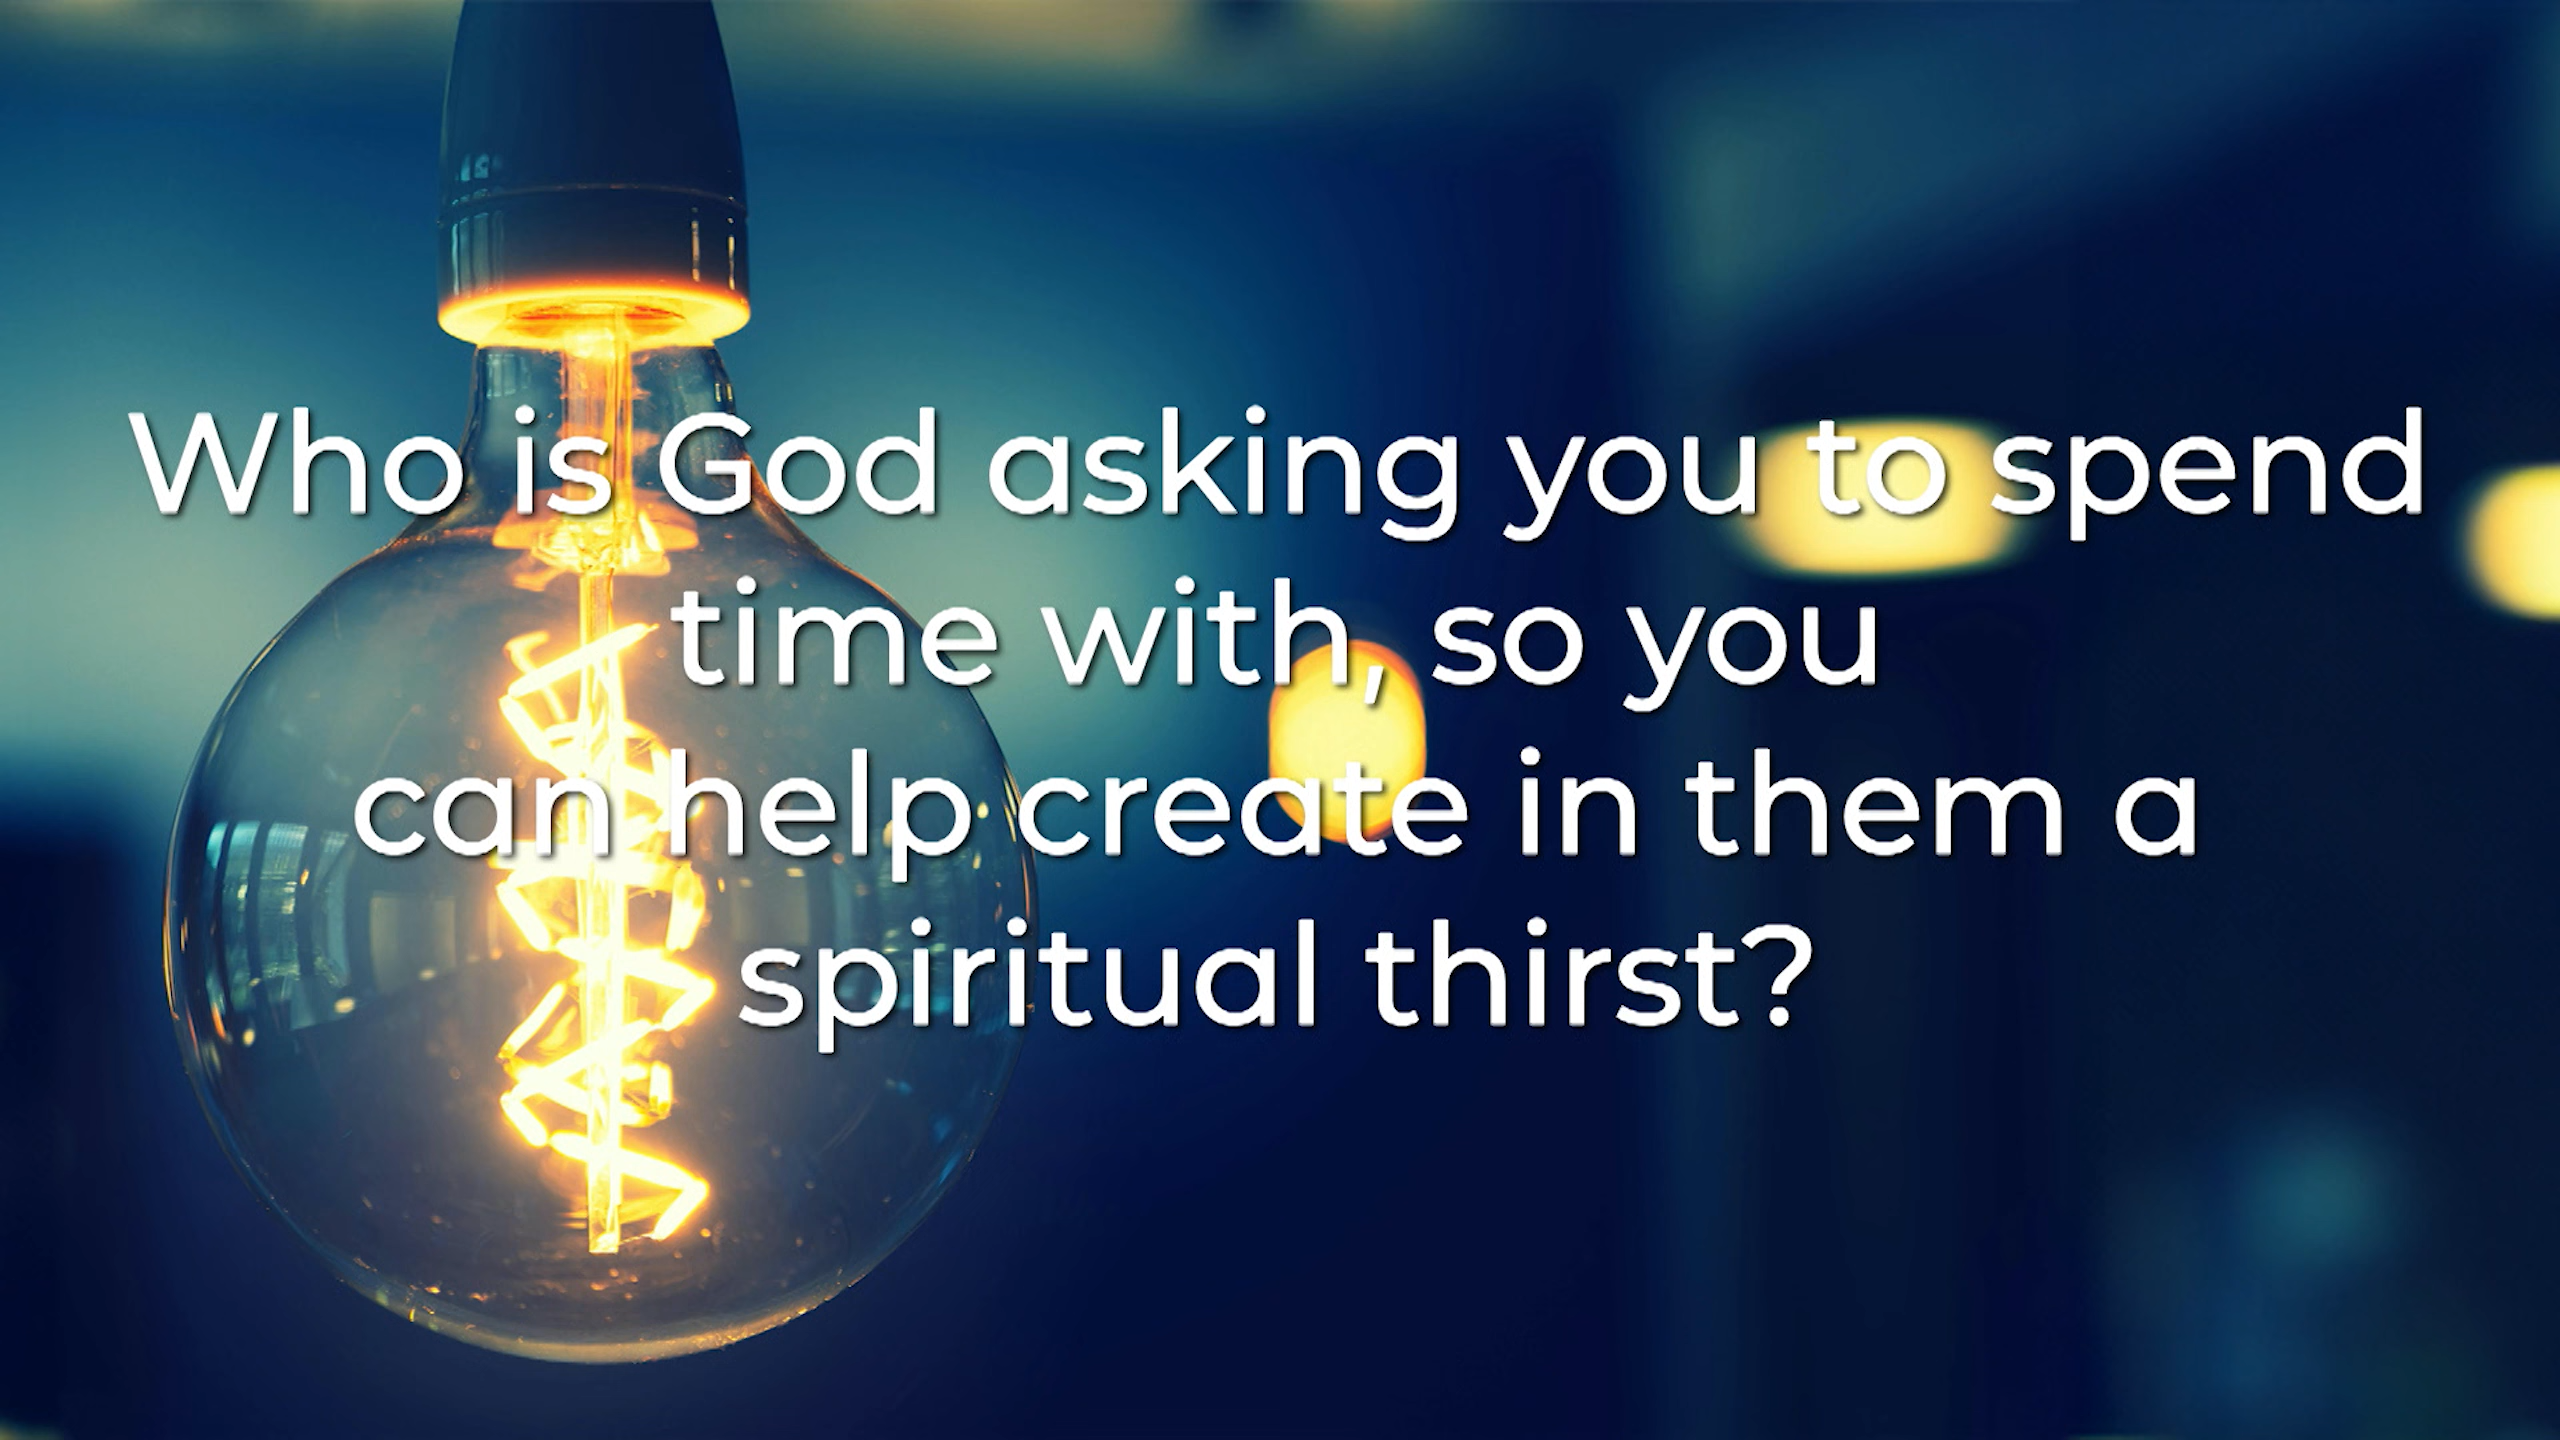 Who is God asking you to spend
time with, so you
can help create in them a
spiritual thirst?